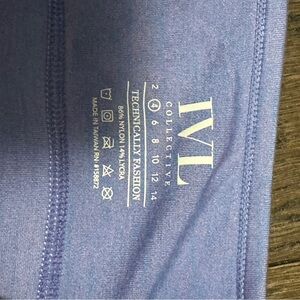 IVL
COLLECTIVE
2 4 6 8 10 12 14
TECHNICALLY FASHION
86% NYLON 14% LYCRA
MADE IN TAIWAN RN #158872